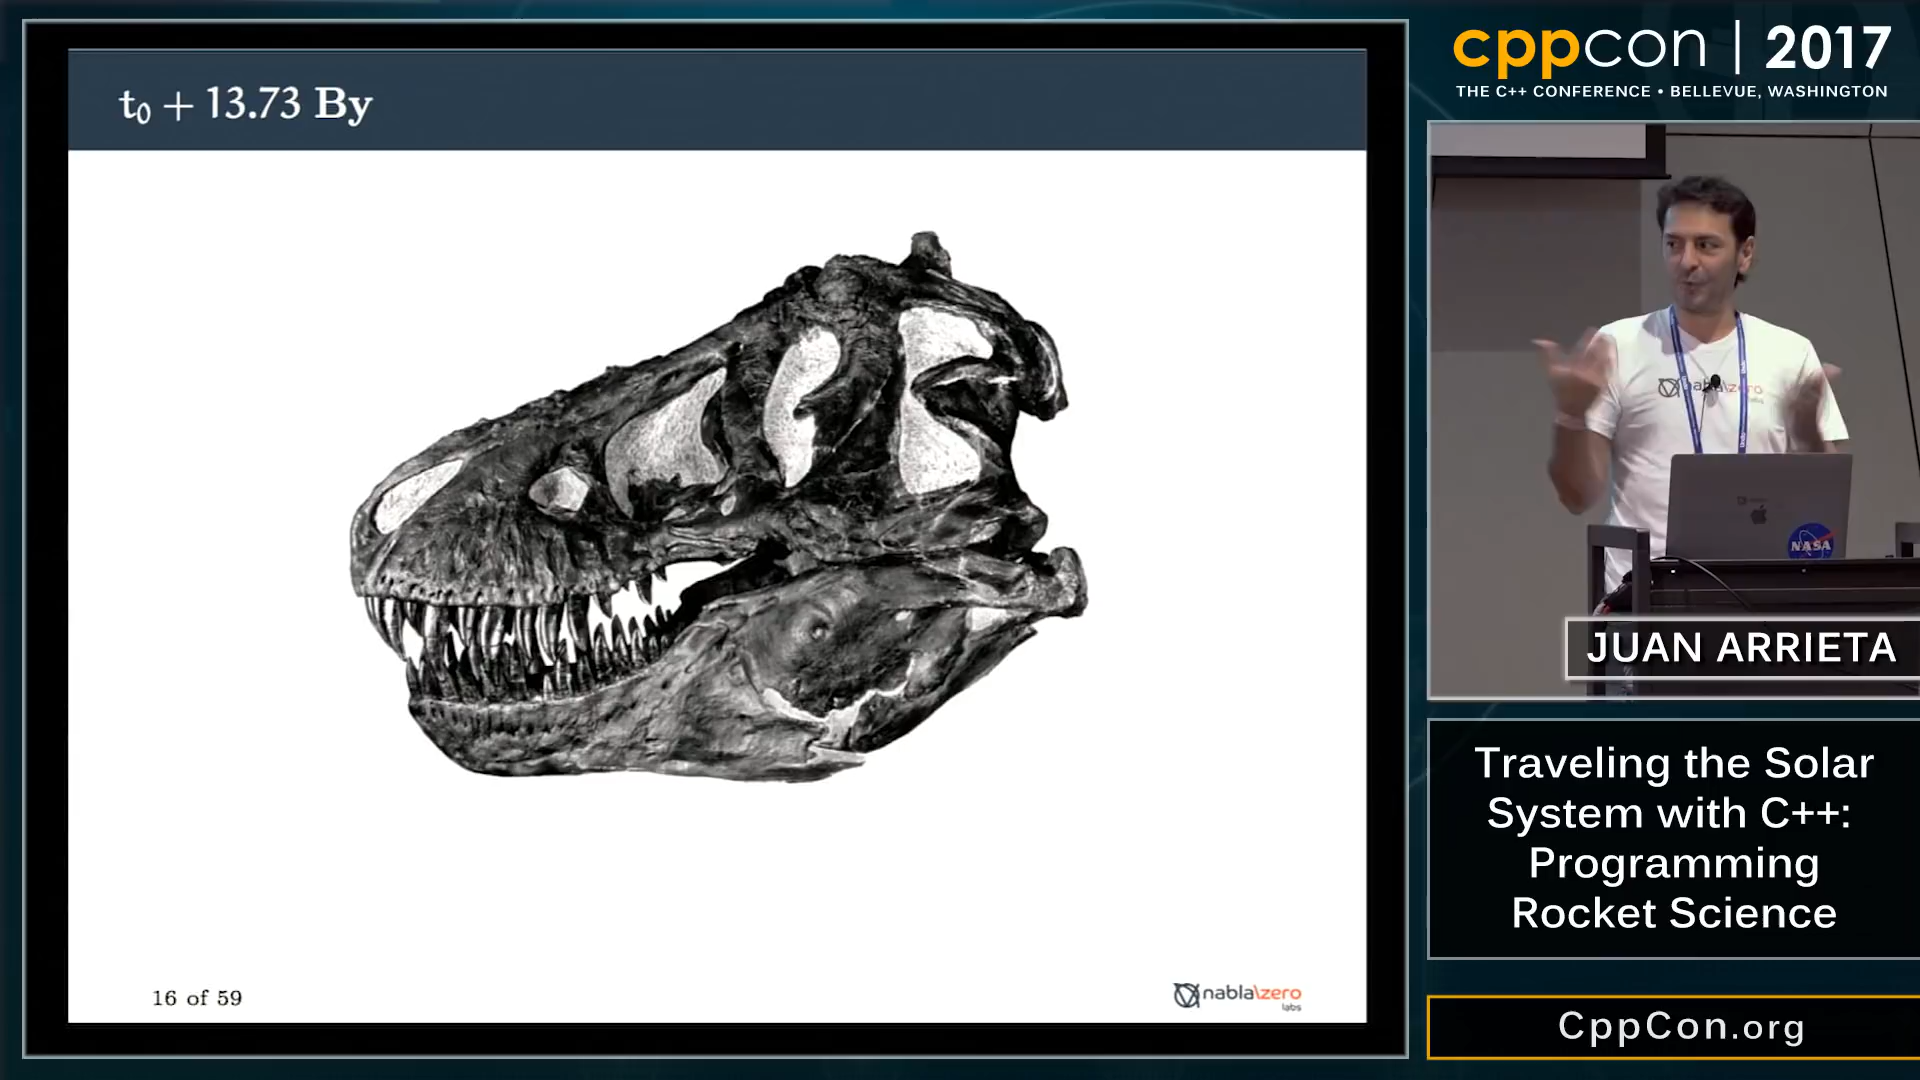 t₀ + 13.73 By
16 of 59
nabla\zero
labs
cppcon | 2017
THE C++ CONFERENCE • BELLEVUE, WASHINGTON
NASA
JUAN ARRIETA
Traveling the Solar
System with C++:
Programming
Rocket Science
CppCon.org